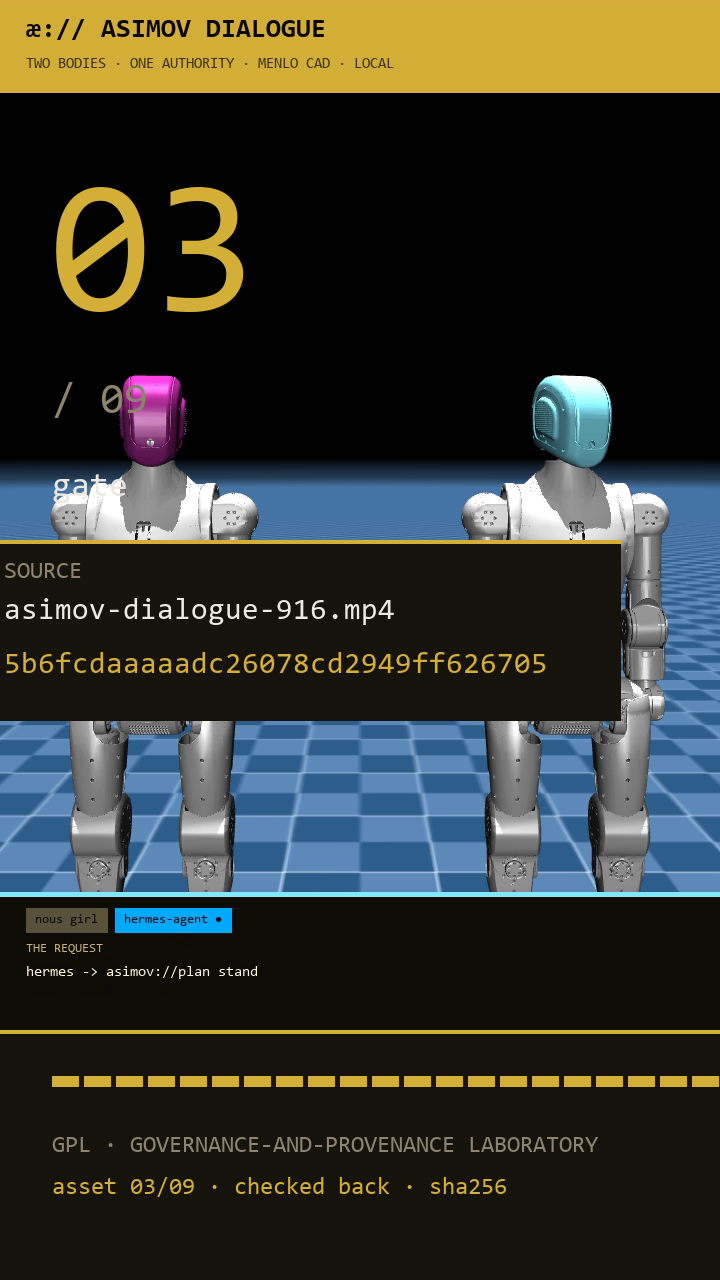 æ:// ASIMOV DIALOGUE
TWO BODIES · ONE AUTHORITY · MENLO CAD · LOCAL
03
/ 09
gate
SOURCE
asimov-dialogue-916.mp4
5b6fcdaaaaadc26078cd2949ff626705
nous girl
hermes-agent ●
THE REQUEST
hermes -> asimov://plan stand
GPL · GOVERNANCE-AND-PROVENANCE LABORATORY
asset 03/09 · checked back · sha256